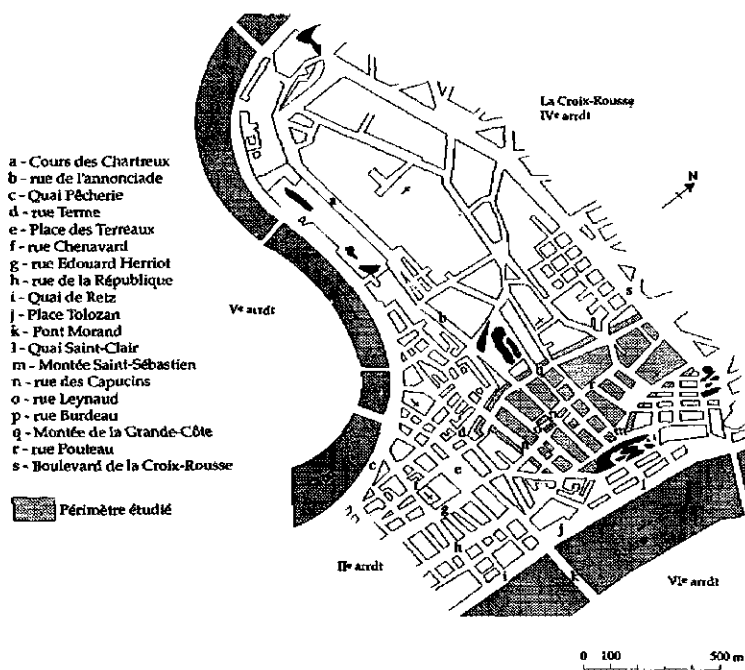 La Croix-Rousse
IVe arrdt
N
a - Cours des Chartreux
b - rue de l'annonciade
c - Quai Pêcherie
d - rue Terme
e - Place des Terreaux
f - rue Chenavard
g - rue Edouard Herriot
h - rue de la République
i - Quai de Retz
j - Place Tolozan
k - Pont Morand
l - Quai Saint-Clair
m - Montée Saint-Sébastien
n - rue des Capucins
o - rue Leynaud
p - rue Burdeau
q - Montée de la Grande-Côte
r - rue Pouteau
s - Boulevard de la Croix-Rousse
Périmètre étudié
Ve arrdt
a
s
b
q
r
m
d
c
e
f
g
l
h
j
i
k
IIe arrdt
VIe arrdt
0 100 500 m